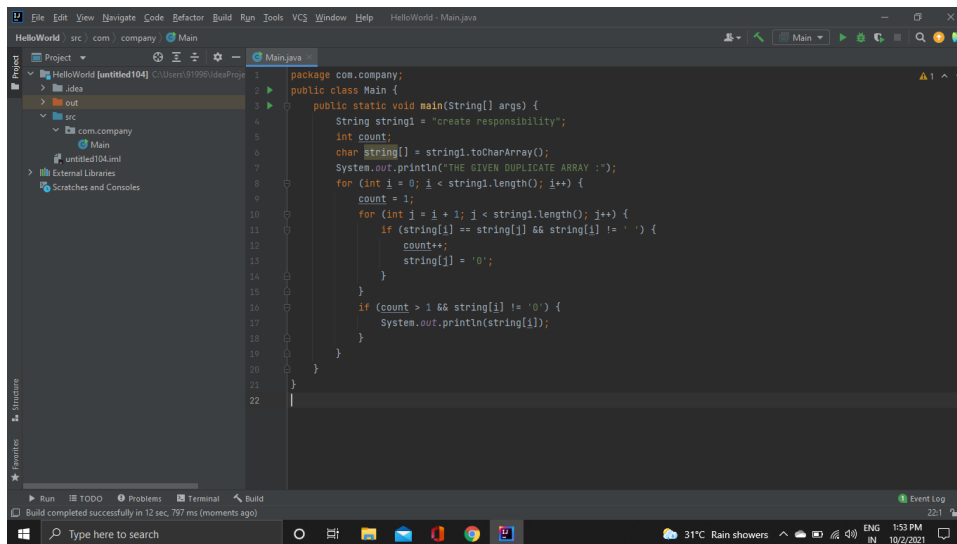 File Edit View Navigate Code Refactor Build Run Tools VCS Window Help HelloWorld - Main.java
HelloWorld src com company Main Main
Project Main.java
Project
HelloWorld [untitled104] C:\Users\91996\IdeaProje
.idea
out
src
com.company
Main
untitled104.iml
External Libraries
Scratches and Consoles
1 package com.company;
2 public class Main {
3 public static void main(String[] args) {
4 String string1 = "create responsibility";
5 int count;
6 char string[] = string1.toCharArray();
7 System.out.println("THE GIVEN DUPLICATE ARRAY :");
8 for (int i = 0; i < string1.length(); i++) {
9 count = 1;
10 for (int j = i + 1; j < string1.length(); j++) {
11 if (string[i] == string[j] && string[i] != ' ') {
12 count++;
13 string[j] = '0';
14 }
15 }
16 if (count > 1 && string[i] != '0') {
17 System.out.println(string[i]);
18 }
19 }
20 }
21 }
22
1
Structure
Favorites
Run TODO Problems Terminal Build 1 Event Log
Build completed successfully in 12 sec, 797 ms (moments ago) 22:1
Type here to search 31°C Rain showers ENG 1:53 PM
IN 10/2/2021